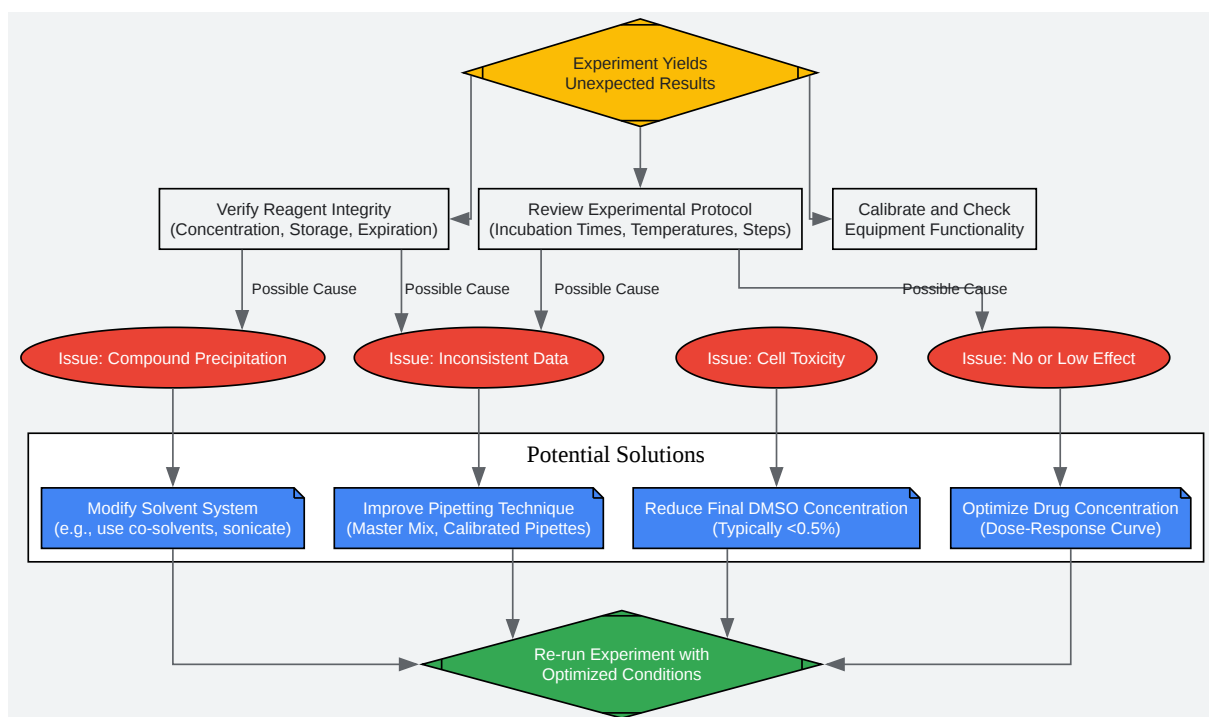 Experiment Yields
Unexpected Results
Verify Reagent Integrity
(Concentration, Storage, Expiration)
Review Experimental Protocol
(Incubation Times, Temperatures, Steps)
Calibrate and Check
Equipment Functionality
Possible Cause
Possible Cause
Possible Cause
Possible Cause
Issue: Compound Precipitation
Issue: Inconsistent Data
Issue: Cell Toxicity
Issue: No or Low Effect
Potential Solutions
Modify Solvent System
(e.g., use co-solvents, sonicate)
Improve Pipetting Technique
(Master Mix, Calibrated Pipettes)
Reduce Final DMSO Concentration
(Typically <0.5%)
Optimize Drug Concentration
(Dose-Response Curve)
Re-run Experiment with
Optimized Conditions